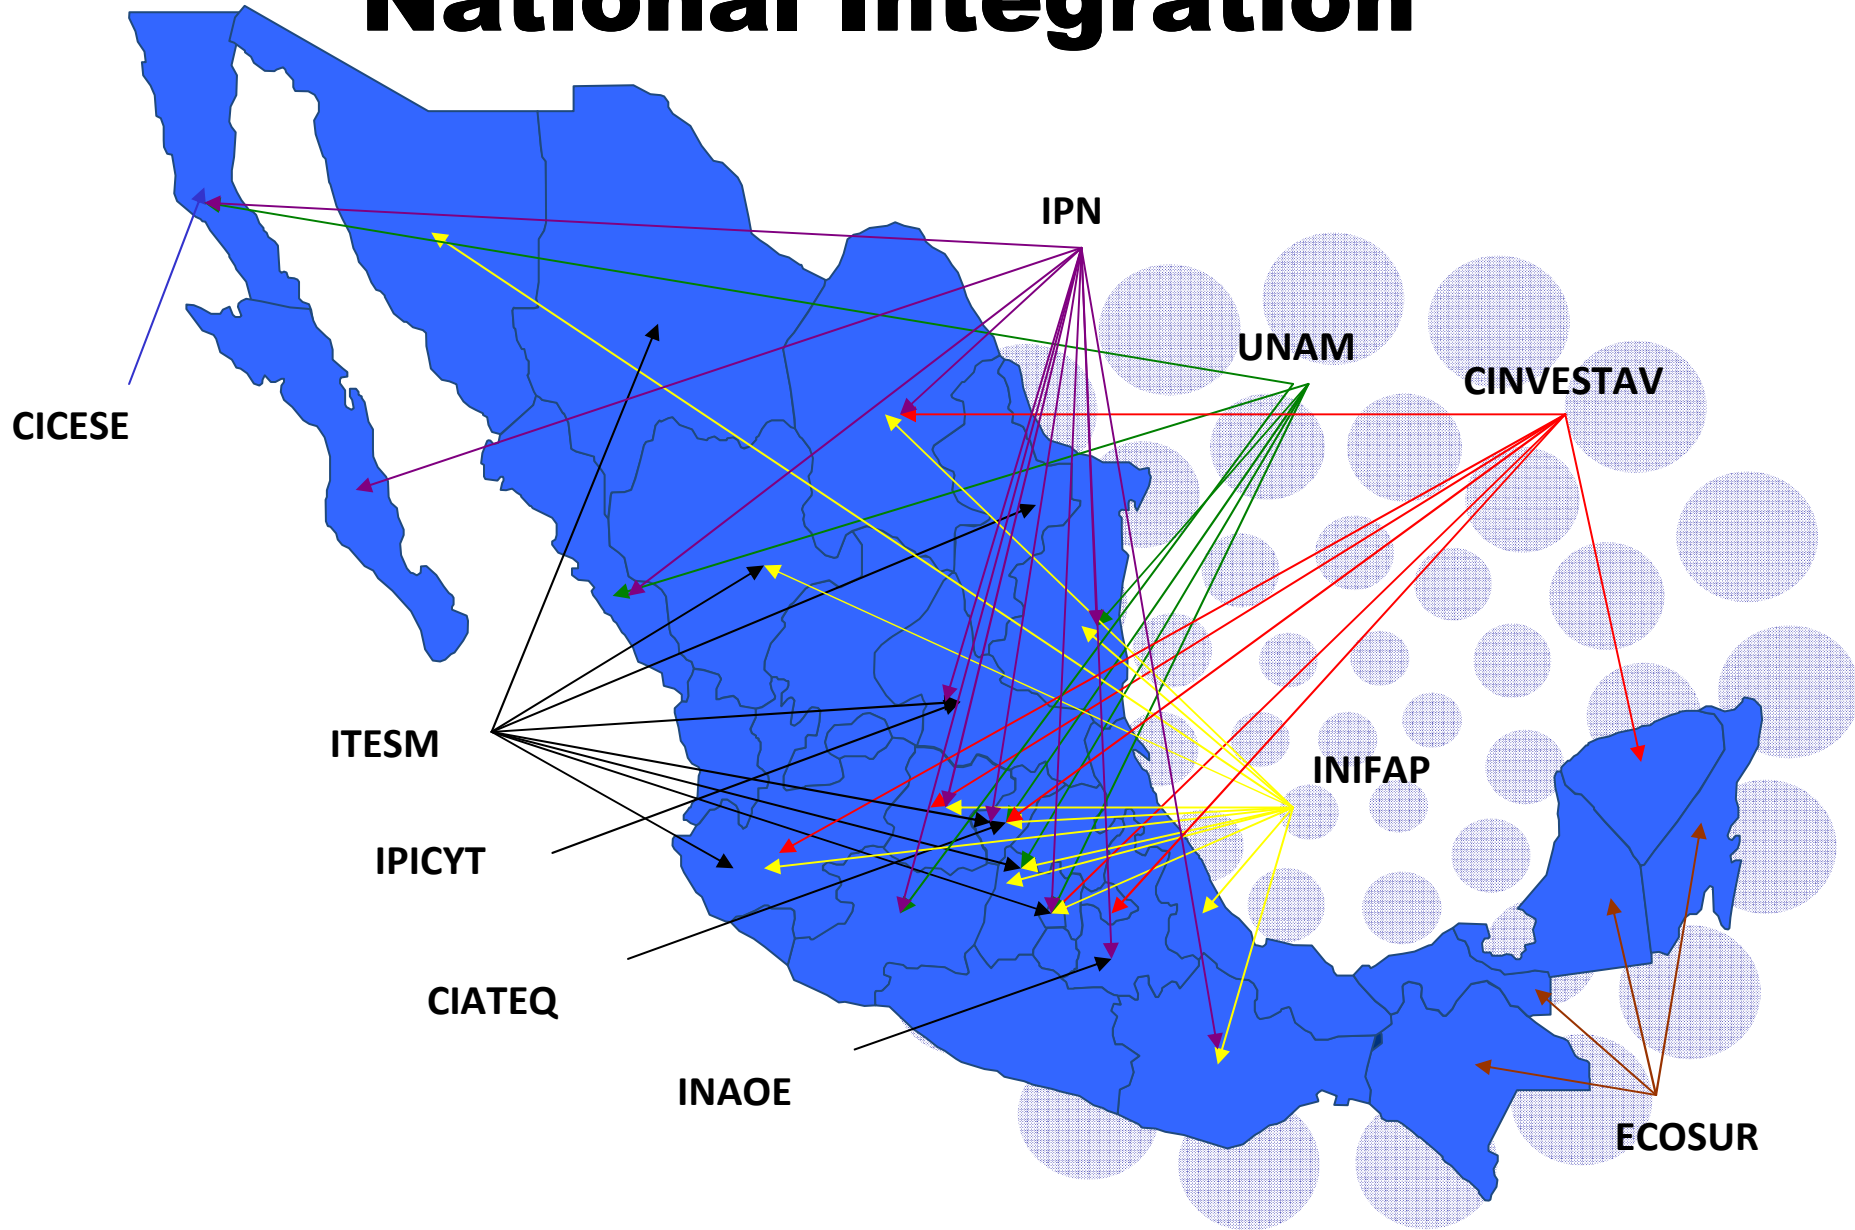 National Integration
IPN
UNAM
CINVESTAV
CICESE
ITESM
INIFAP
IPICYT
CIATEQ
INAOE
ECOSUR